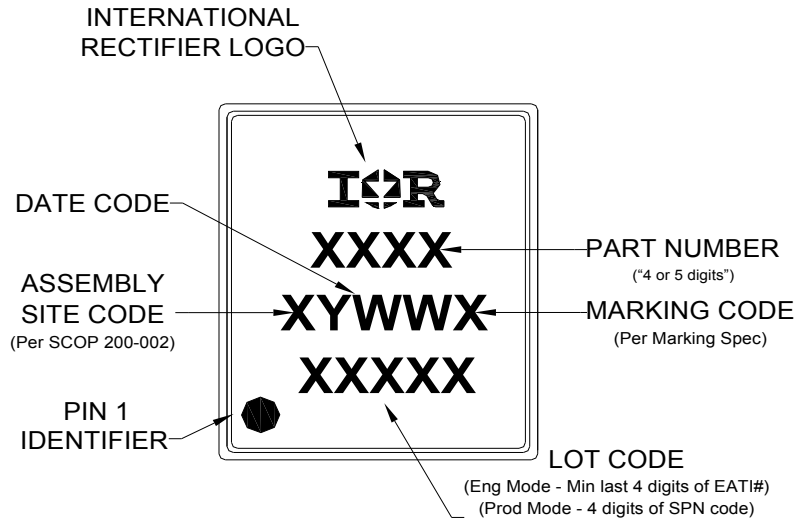 INTERNATIONAL
RECTIFIER LOGO
IOR
DATE CODE
XXXX
PART NUMBER
(“4 or 5 digits”)
ASSEMBLY
SITE CODE
(Per SCOP 200-002)
XYWWX
MARKING CODE
(Per Marking Spec)
XXXXX
PIN 1
IDENTIFIER
LOT CODE
(Eng Mode - Min last 4 digits of EATI#)
(Prod Mode - 4 digits of SPN code)